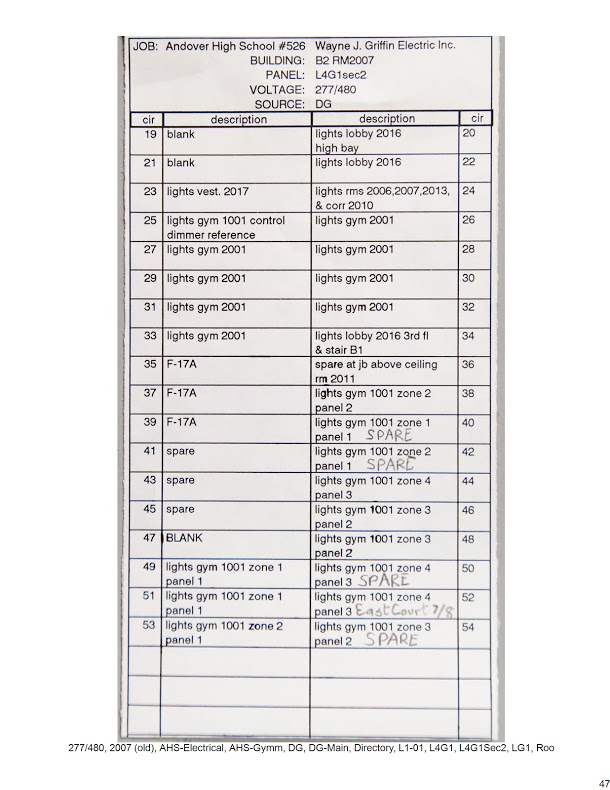 JOB: Andover High School #526 Wayne J. Griffin Electric Inc.
BUILDING: B2 RM2007
PANEL: L4G1sec2
VOLTAGE: 277/480
SOURCE: DG
cir description description cir
19 blank lights lobby 2016 20
high bay
21 blank lights lobby 2016 22
23 lights vest. 2017 lights rms 2006,2007,2013, 24
& corr 2010
25 lights gym 1001 control lights gym 2001 26
dimmer reference
27 lights gym 2001 lights gym 2001 28
29 lights gym 2001 lights gym 2001 30
31 lights gym 2001 lights gym 2001 32
33 lights gym 2001 lights lobby 2016 3rd fl 34
& stair B1
35 F-17A spare at jb above ceiling 36
rm 2011
37 F-17A lights gym 1001 zone 2 38
panel 2
39 F-17A lights gym 1001 zone 1 40
panel 1 SPARE
41 spare lights gym 1001 zone 2 42
panel 1 SPARE
43 spare lights gym 1001 zone 4 44
panel 3
45 spare lights gym 1001 zone 3 46
panel 2
47 BLANK lights gym 1001 zone 3 48
panel 2
49 lights gym 1001 zone 1 lights gym 1001 zone 4 50
panel 1 panel 3 SPARE
51 lights gym 1001 zone 1 lights gym 1001 zone 4 52
panel 1 panel 3 East Court 7/8
53 lights gym 1001 zone 2 lights gym 1001 zone 3 54
panel 1 panel 2 SPARE
277/480, 2007 (old), AHS-Electrical, AHS-Gymm, DG, DG-Main, Directory, L1-01, L4G1, L4G1Sec2, LG1, Roo
47